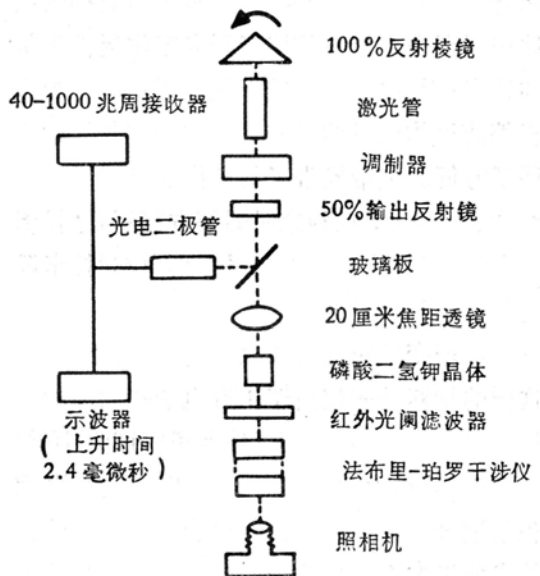 100%反射棱镜
40-1000 兆周接收器
激光管
调制器
50%输出反射镜
光电二极管
玻璃板
20厘米焦距透镜
磷酸二氢钾晶体
红外光阑滤波器
示波器
( 上升时间
2.4 毫微秒 )
法布里-珀罗干涉仪
照相机